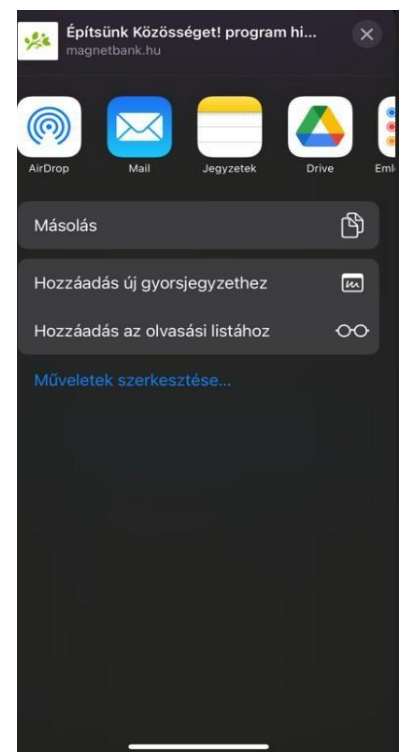 Építsünk Közösséget! program hi...
magnetbank.hu
AirDrop Mail Jegyzetek Drive Eml
Másolás
Hozzáadás új gyorsjegyzethez
Hozzáadás az olvasási listához
Műveletek szerkesztése...